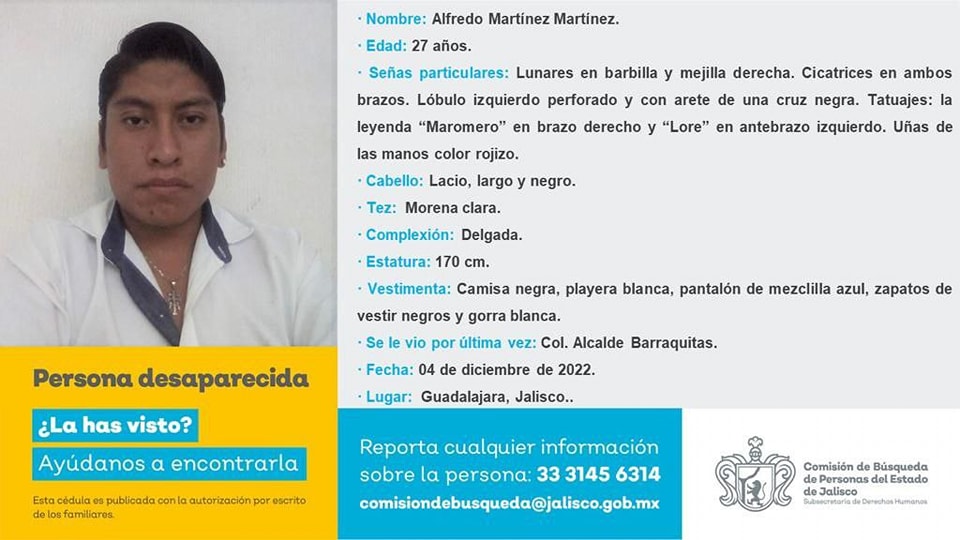 · Nombre: Alfredo Martínez Martínez.
· Edad: 27 años.
· Señas particulares: Lunares en barbilla y mejilla derecha. Cicatrices en ambos
brazos. Lóbulo izquierdo perforado y con arete de una cruz negra. Tatuajes: la
leyenda “Maromero” en brazo derecho y “Lore” en antebrazo izquierdo. Uñas de
las manos color rojizo.
· Cabello: Lacio, largo y negro.
· Tez: Morena clara.
· Complexión: Delgada.
· Estatura: 170 cm.
· Vestimenta: Camisa negra, playera blanca, pantalón de mezclilla azul, zapatos de
vestir negros y gorra blanca.
· Se le vio por última vez: Col. Alcalde Barraquitas.
· Fecha: 04 de diciembre de 2022.
· Lugar: Guadalajara, Jalisco..
Persona desaparecida
¿La has visto?
Ayúdanos a encontrarla
Esta cédula es publicada con la autorización por escrito
de los familiares.
Reporta cualquier información
sobre la persona: 33 3145 6314
comisiondebusqueda@jalisco.gob.mx
Comisión de Búsqueda
de Personas del Estado
de Jalisco
Subsecretaría de Derechos Humanos